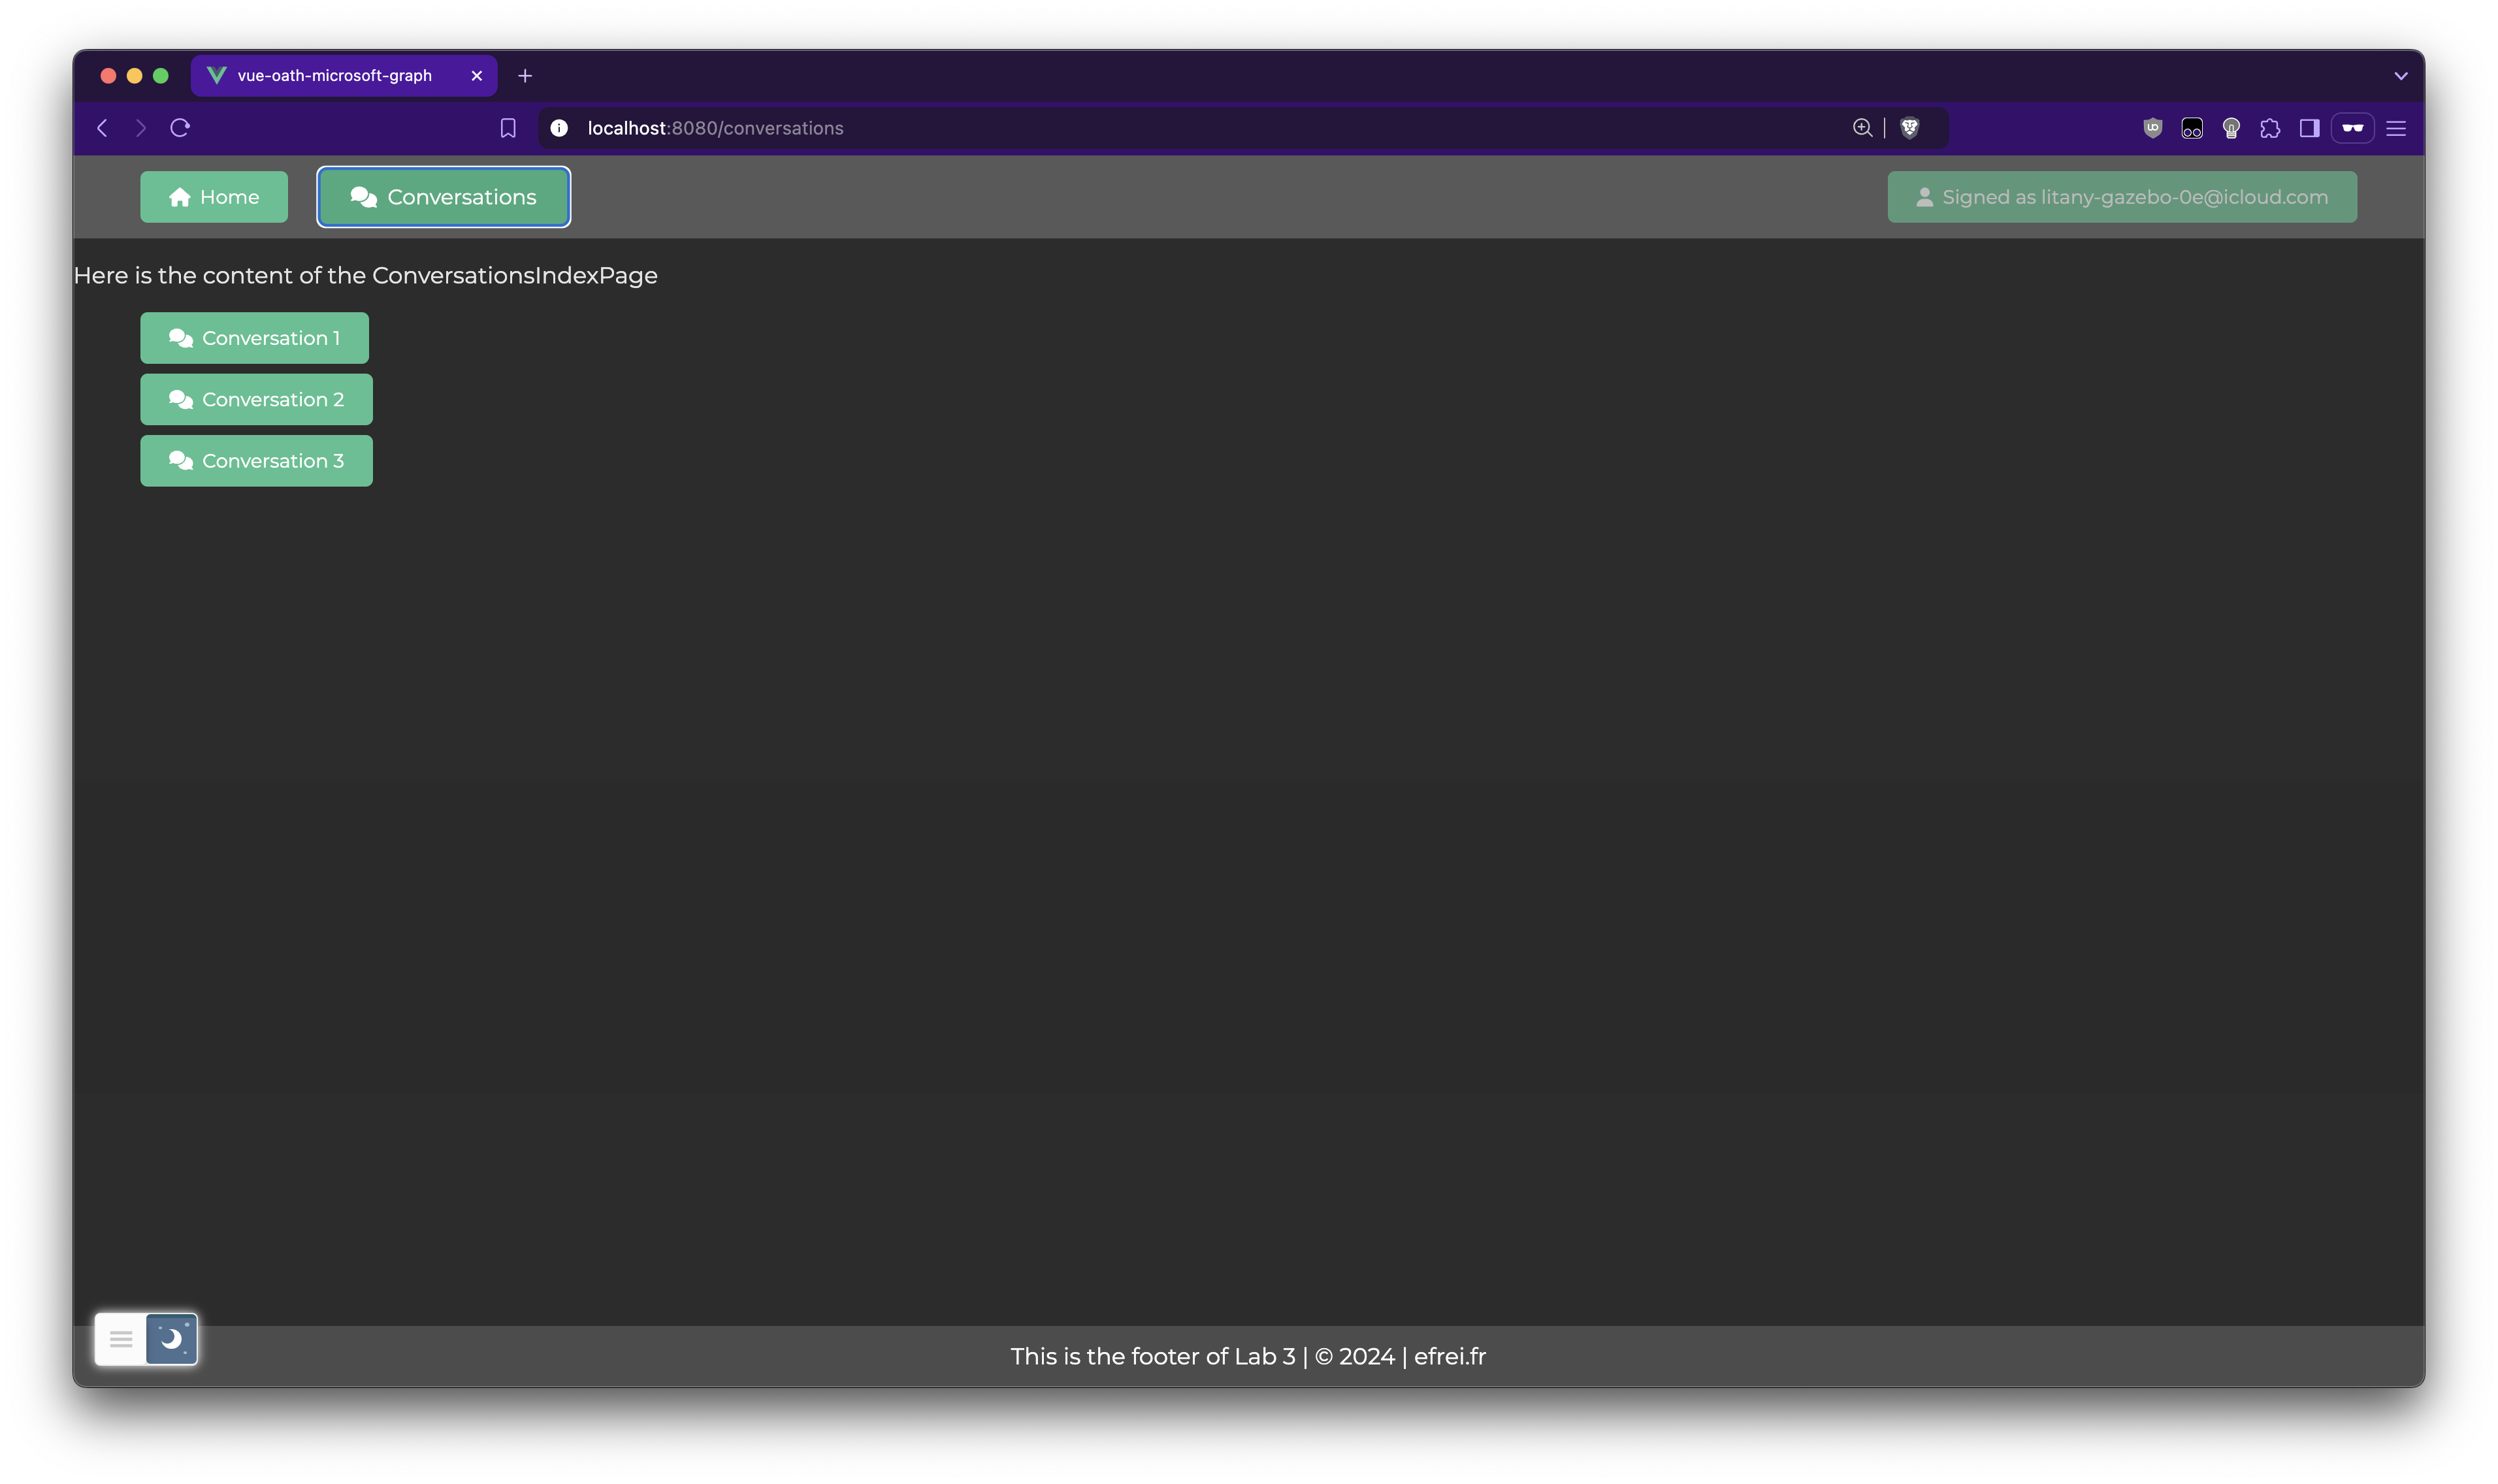 vue-oath-microsoft-graph
localhost:8080/conversations
Home
Conversations
Signed as litany-gazebo-0e@icloud.com
Here is the content of the ConversationsIndexPage
Conversation 1
Conversation 2
Conversation 3
This is the footer of Lab 3 | © 2024 | efrei.fr